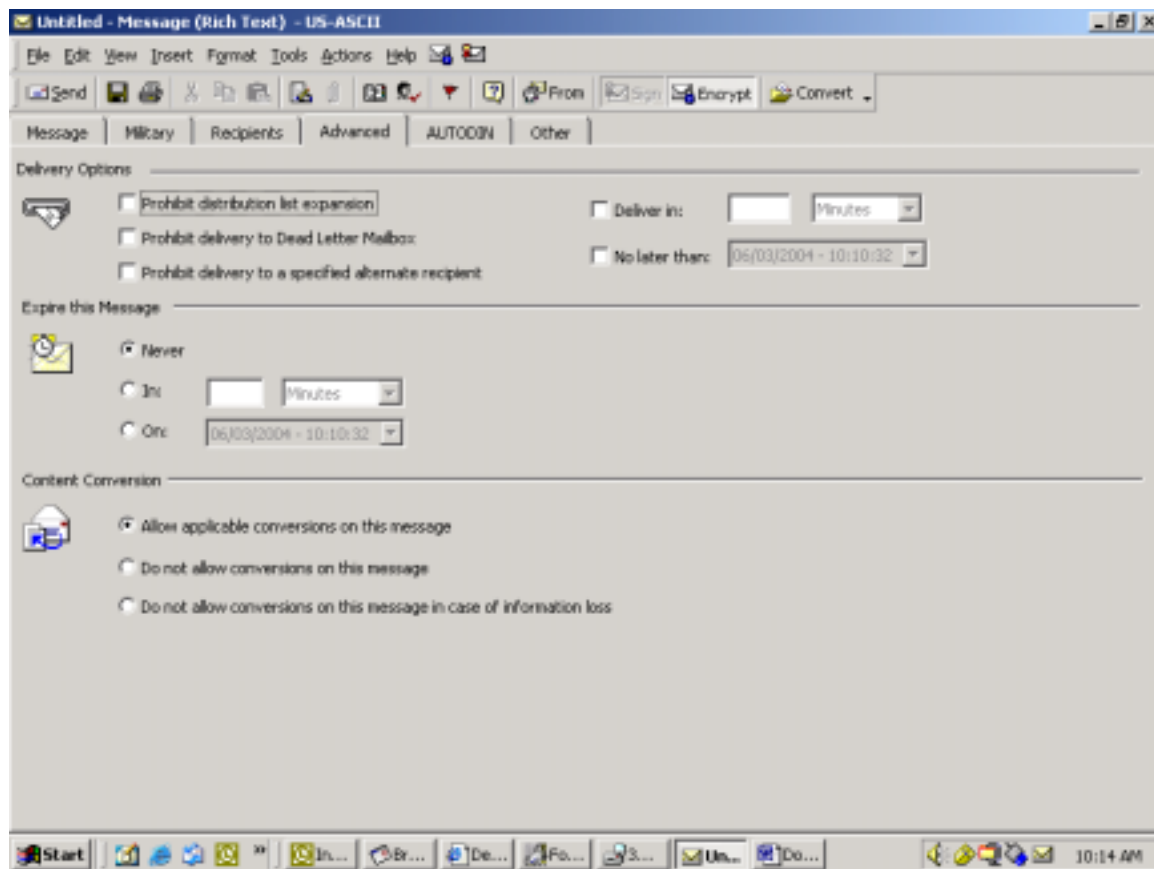 Untitled - Message (Rich Text) - US-ASCII
File Edit View Insert Format Tools Actions Help
Send From Sign Encrypt Convert
Message Military Recipients Advanced AUTODIN Other
Delivery Options
Prohibit distribution list expansion
Deliver in: Minutes
Prohibit delivery to Dead Letter Mailbox
No later than: 06/03/2004 - 10:10:32
Prohibit delivery to a specified alternate recipient
Expire this Message
Never
In: Minutes
On: 06/03/2004 - 10:10:32
Content Conversion
Allow applicable conversions on this message
Do not allow conversions on this message
Do not allow conversions on this message in case of information loss
Start In... Br... De... Fo... 3... Un... Do... 10:14 AM